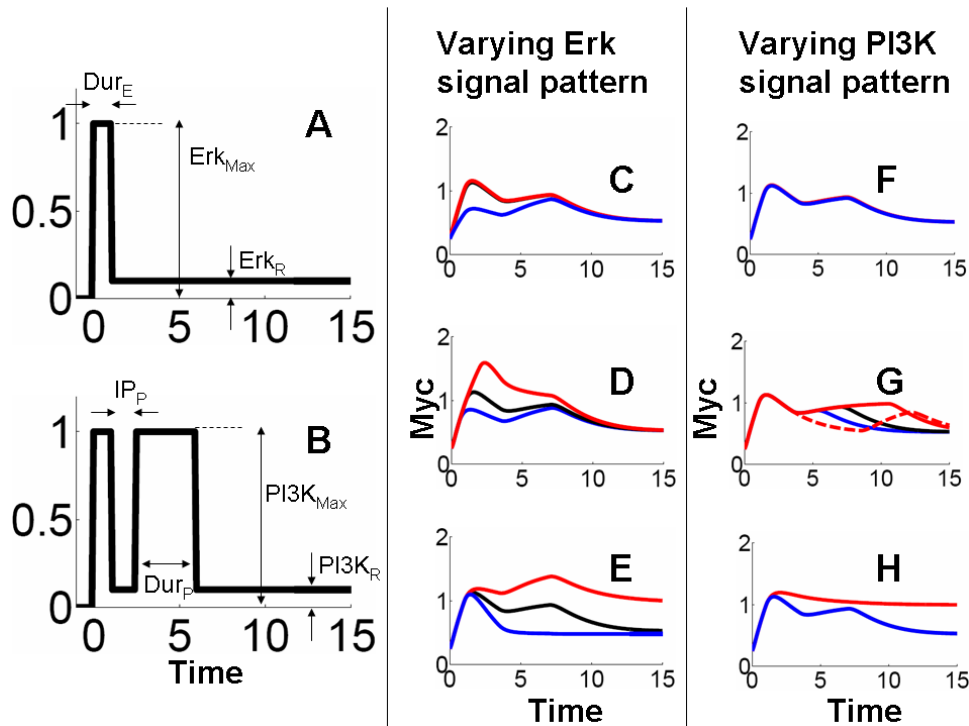 Varying Erk
signal pattern
Varying PI3K
signal pattern
Dur_E
A
1
0.5
0
Erk_Max
Erk_R
0 5 10 15
IP_P
B
1
0.5
0
PI3K_Max
Dur_P
PI3K_R
0 5 10 15
Time
C
2
1
0
0 5 10 15
D
Myc
2
1
0
0 5 10 15
E
2
1
0
0 5 10 15
Time
F
2
1
0
0 5 10 15
G
Myc
2
1
0
0 5 10 15
H
2
1
0
0 5 10 15
Time